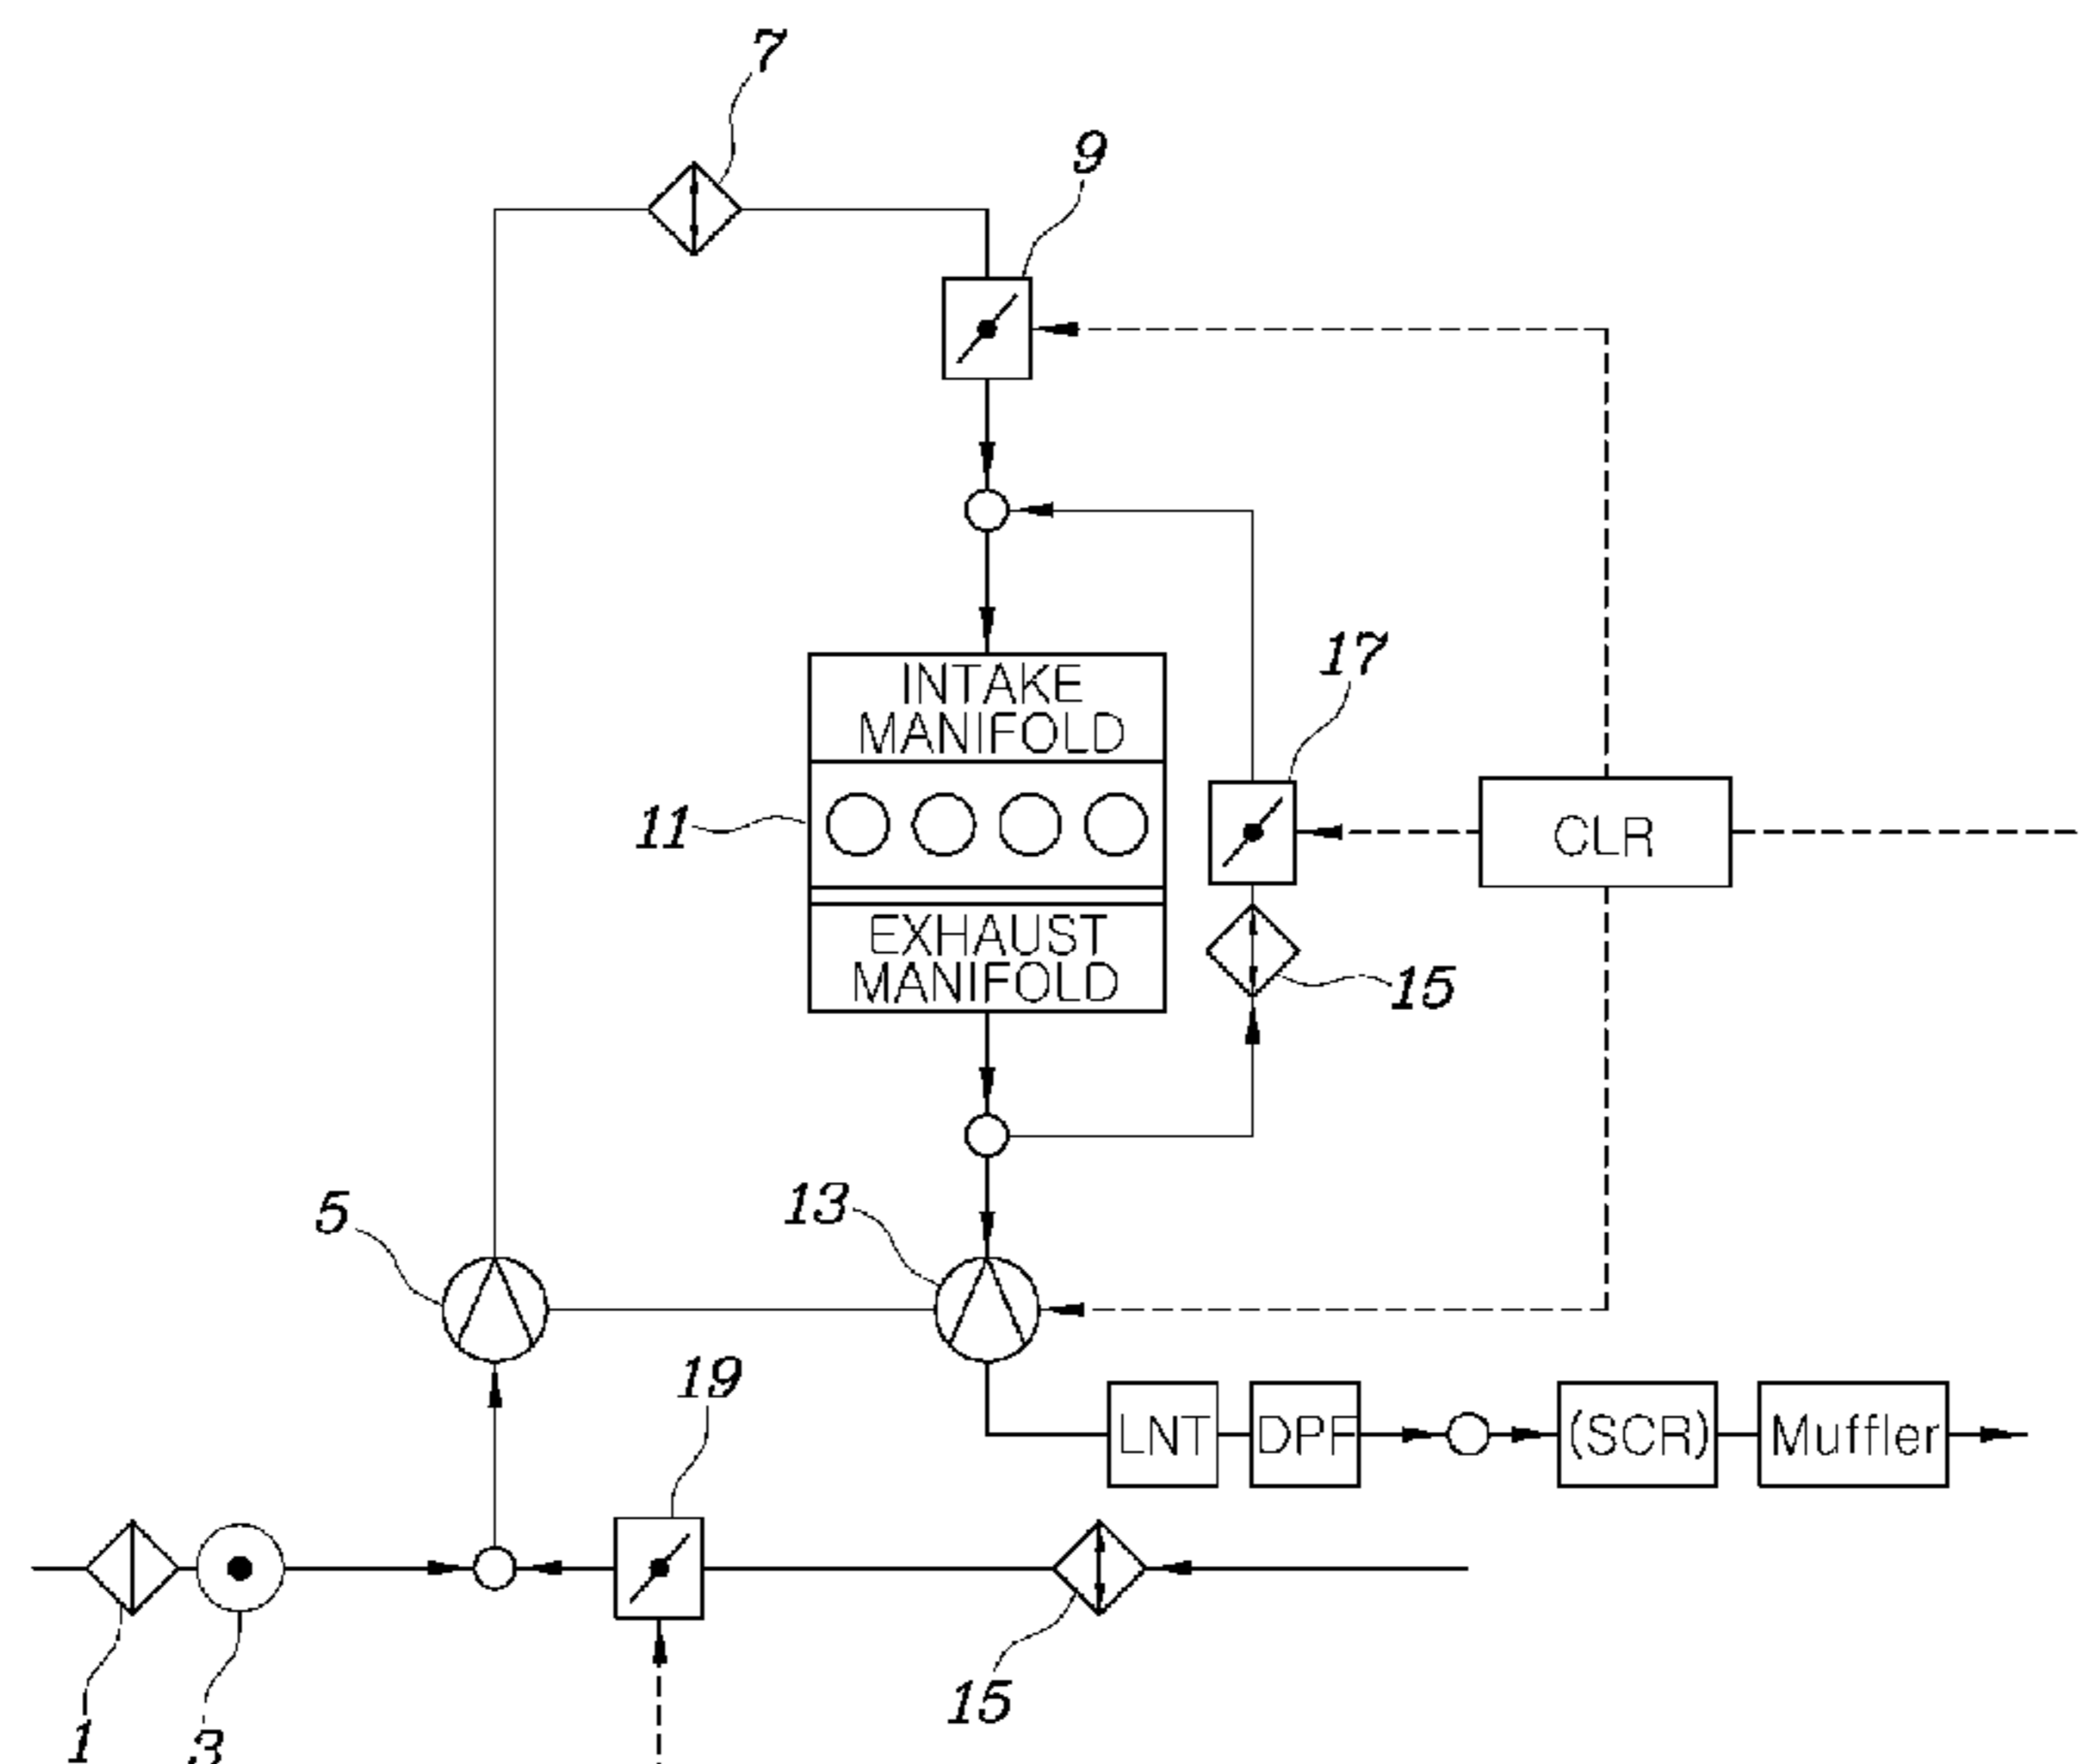 7
9
INTAKE
MANIFOLD
17
11
CLR
EXHAUST
MANIFOLD
15
5
13
19
LNT
DPF
(SCR)
Muffler
15
1
3